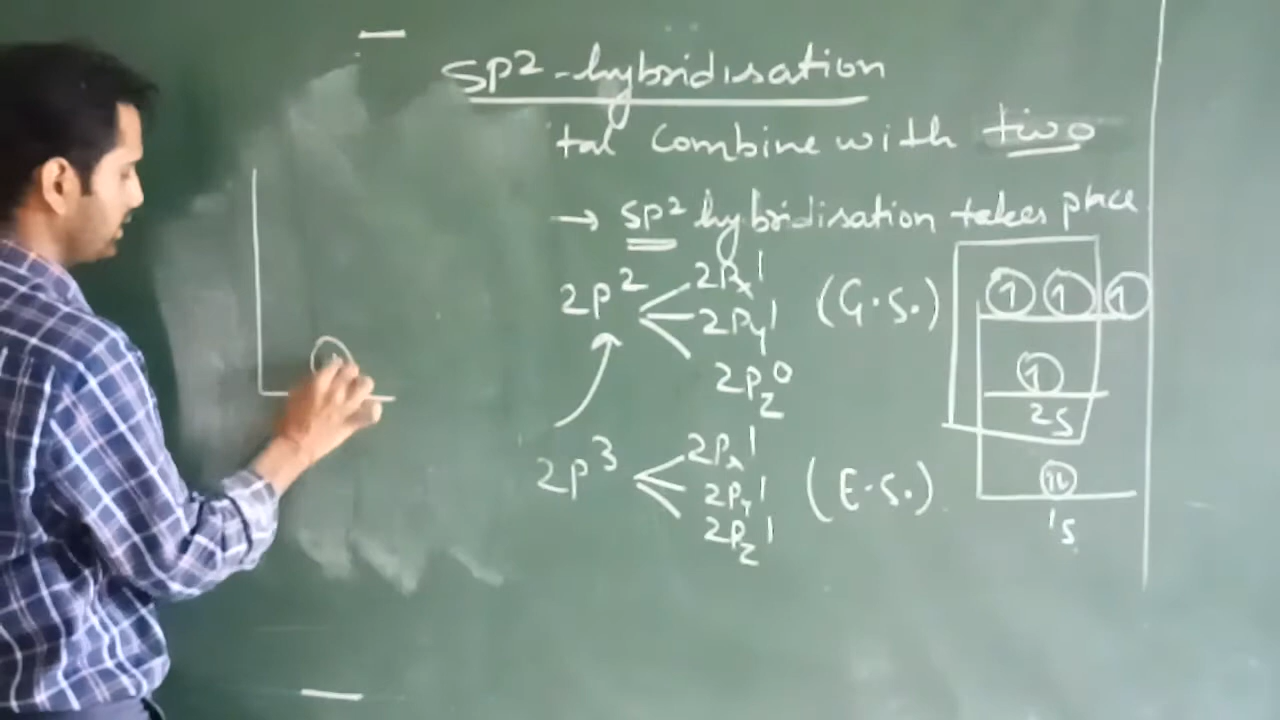 SP2-hybridisation
tal combine with two
→ SP2 hybridisation takes place
2P2 2Px1 (G.S.)
2Py1
2Pz0
2S
2P3 2Px1 (E.S.)
2Py1
2Pz1
1S